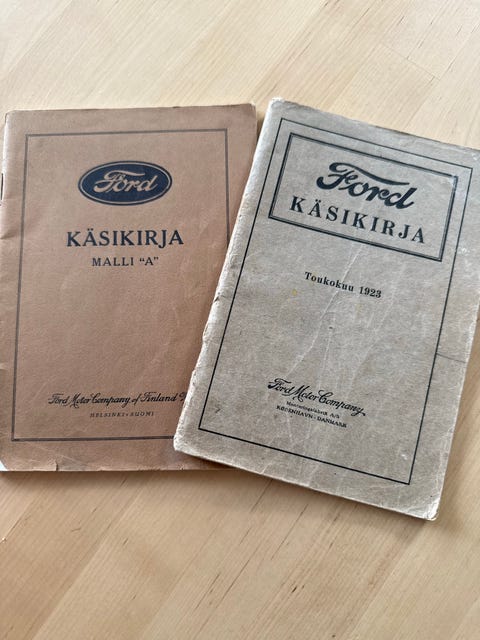 Ford
KÄSIKIRJA
MALLI "A"
Ford Motor Company of Finland
HELSINKI • SUOMI
Ford
KÄSIKIRJA
Toukokuu 1923
Ford Motor Company
A/S
KØBENHAVN - DANMARK